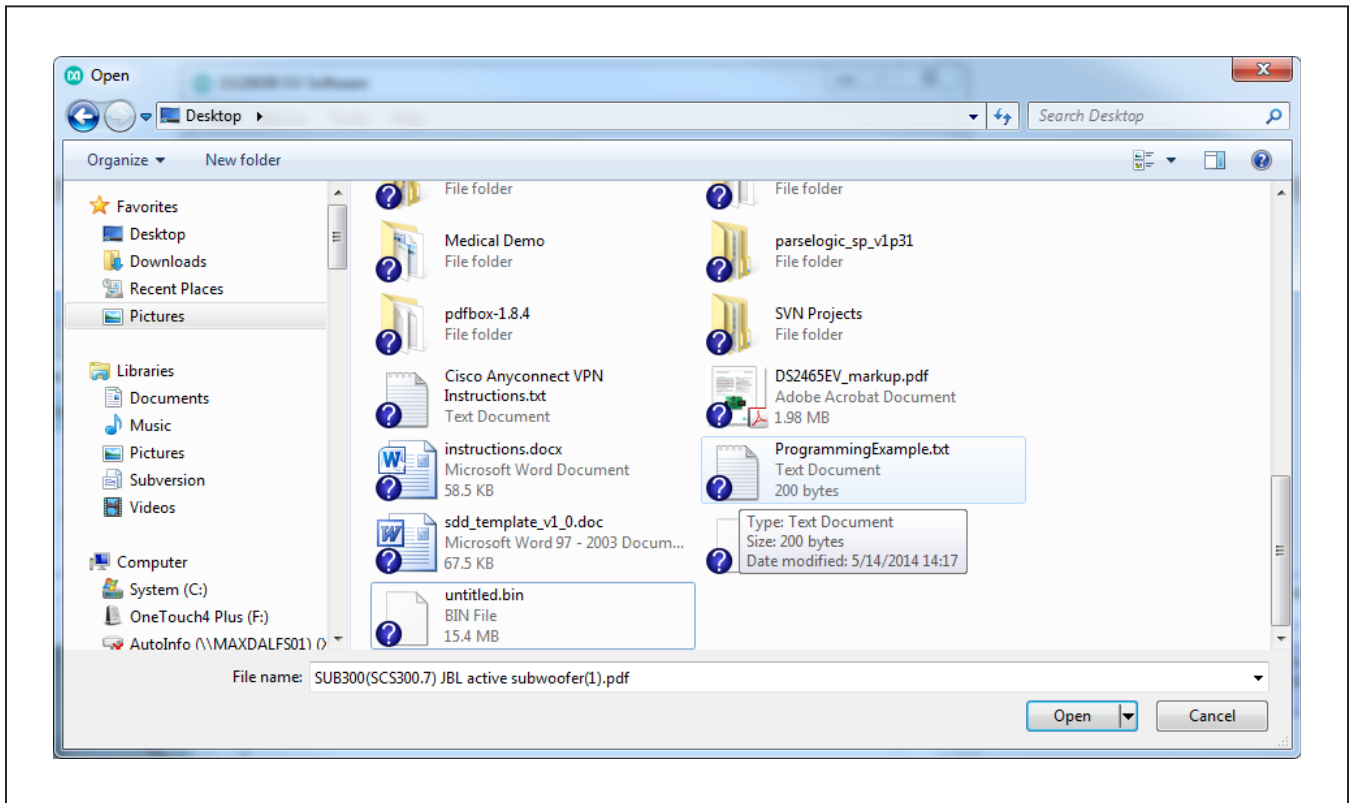 Open
Desktop
Search Desktop
Organize
New folder
Favorites
Desktop
Downloads
Recent Places
Pictures
Libraries
Documents
Music
Pictures
Subversion
Videos
Computer
System (C:)
OneTouch4 Plus (F:)
AutoInfo (\\MAXDALFS01) (
File folder
File folder
Medical Demo
File folder
parselogic_sp_v1p31
File folder
pdfbox-1.8.4
File folder
SVN Projects
File folder
Cisco Anyconnect VPN
Instructions.txt
Text Document
DS2465EV_markup.pdf
Adobe Acrobat Document
1.98 MB
instructions.docx
Microsoft Word Document
58.5 KB
ProgrammingExample.txt
Text Document
200 bytes
sdd_template_v1_0.doc
Microsoft Word 97 - 2003 Docum...
67.5 KB
Type: Text Document
Size: 200 bytes
Date modified: 5/14/2014 14:17
untitled.bin
BIN File
15.4 MB
File name:
SUB300(SCS300.7) JBL active subwoofer(1).pdf
Open
Cancel